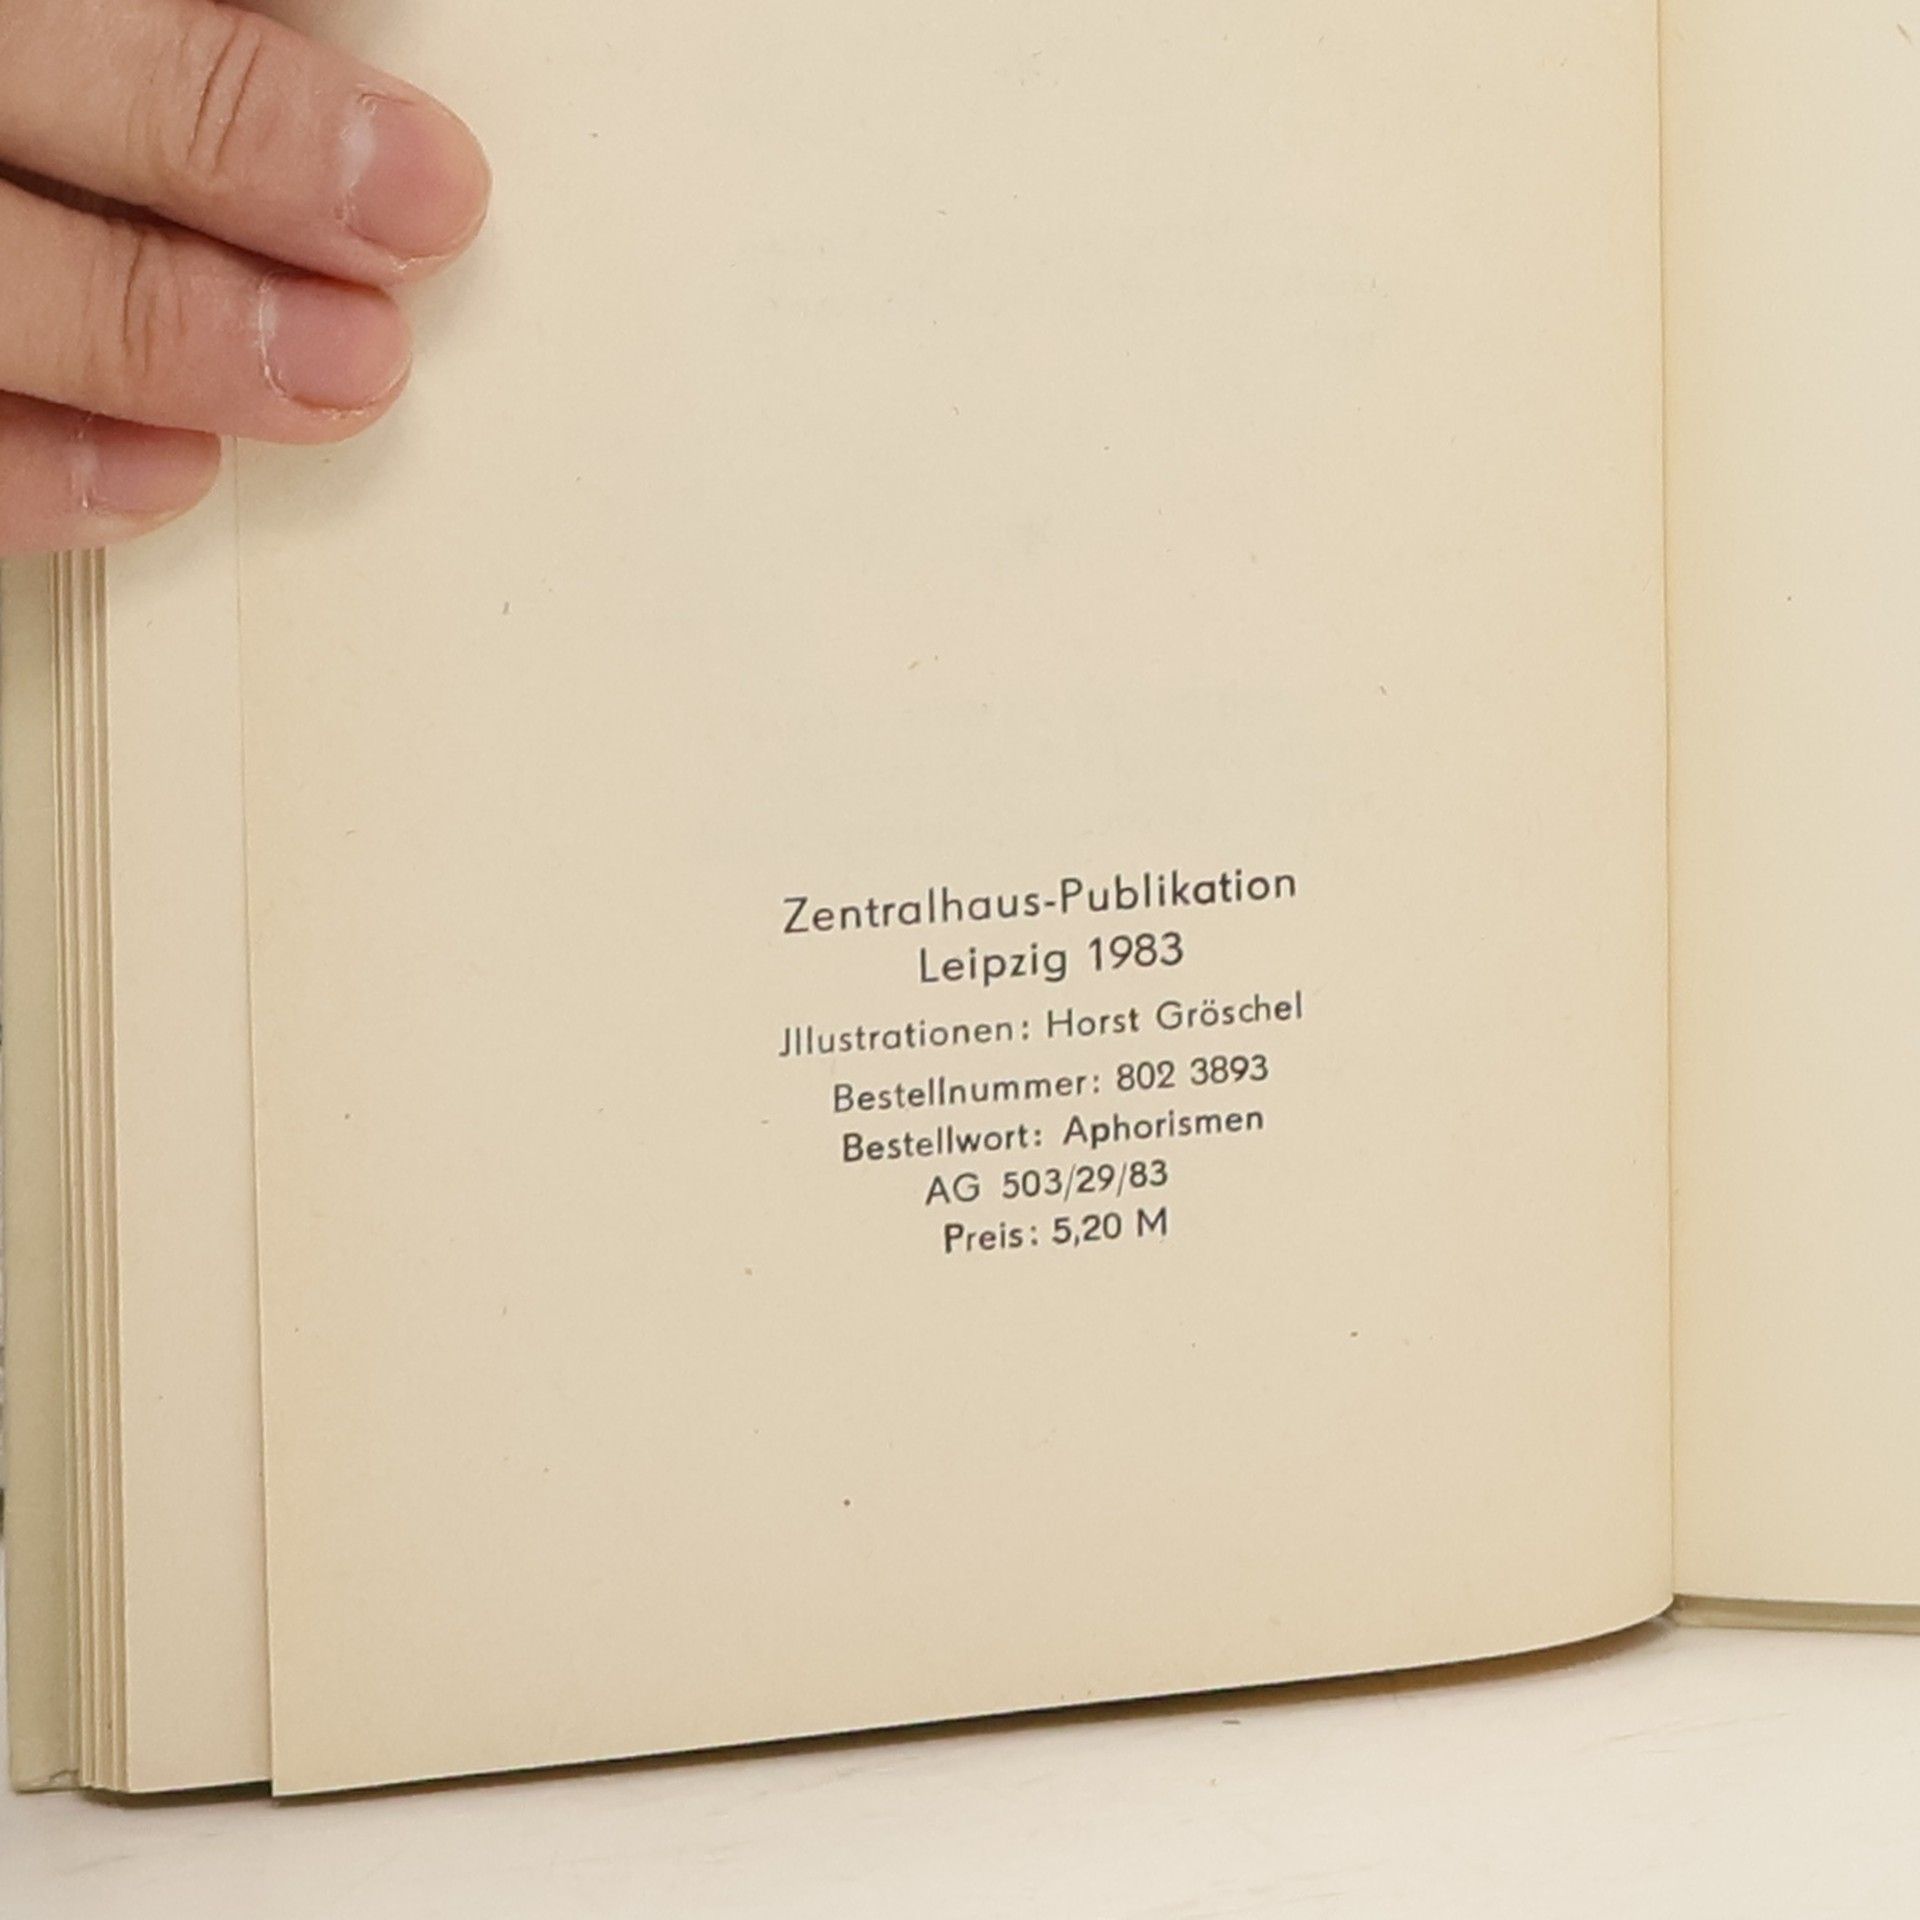 Zentralhaus-Publikation
Leipzig 1983
Jllustrationen: Horst Gröschel
Bestellnummer: 802 3893
Bestellwort: Aphorismen
AG 503/29/83
Preis: 5,20 M